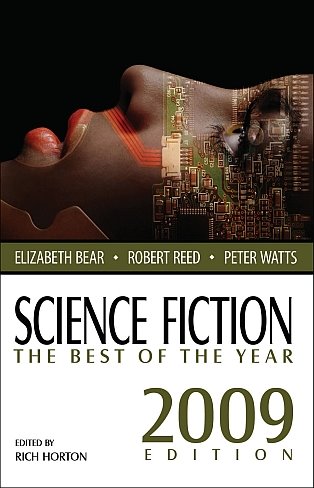 ELIZABETH BEAR • ROBERT REED • PETER WATTS
SCIENCE FICTION
THE BEST OF THE YEAR
2009
EDITION
EDITED BY
RICH HORTON